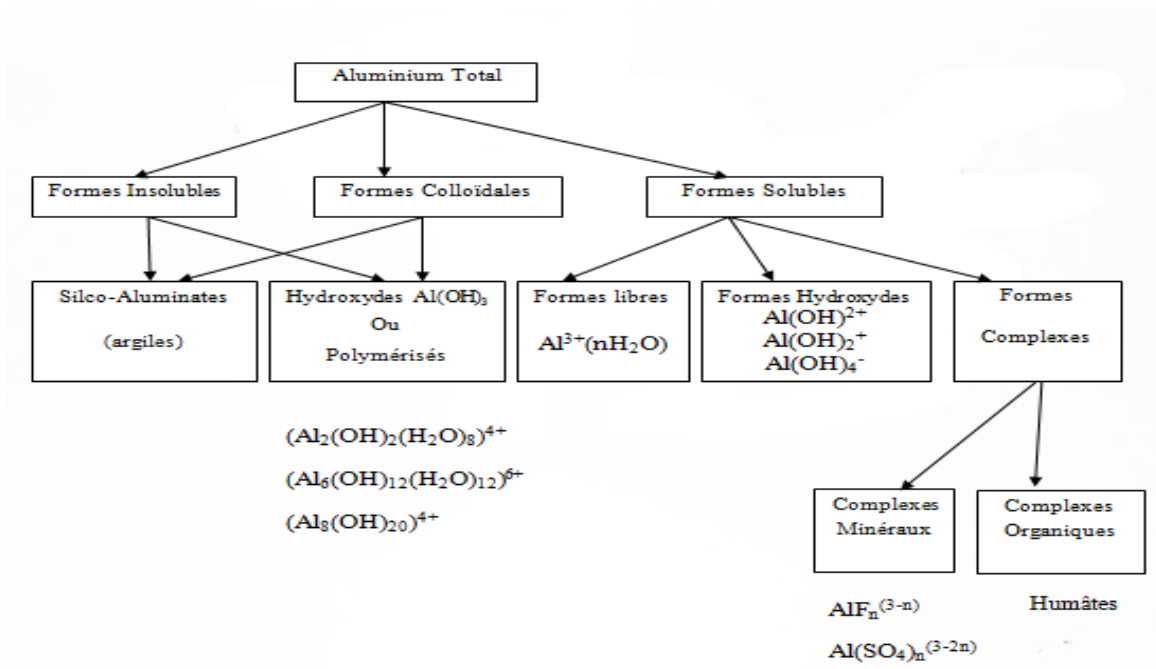 Aluminium Total
Formes Insolubles
Formes Colloïdales
Formes Solubles
Silco-Aluminates
(argiles)
Hydroxydes Al(OH)₃
Ou
Polymérisés
Formes libres
Al³⁺(nH₂O)
Formes Hydroxydes
Al(OH)²⁺
Al(OH)₂⁺
Al(OH)₄⁻
Formes
Complexes
(Al₂(OH)₂(H₂O)₈)⁴⁺
(Al₆(OH)₁₂(H₂O)₁₂)⁶⁺
(Al₈(OH)₂₀)⁴⁺
Complexes
Minéraux
Complexes
Organiques
AlFₙ⁽³⁻ⁿ⁾
Al(SO₄)ₙ⁽³⁻²ⁿ⁾
Humâtes